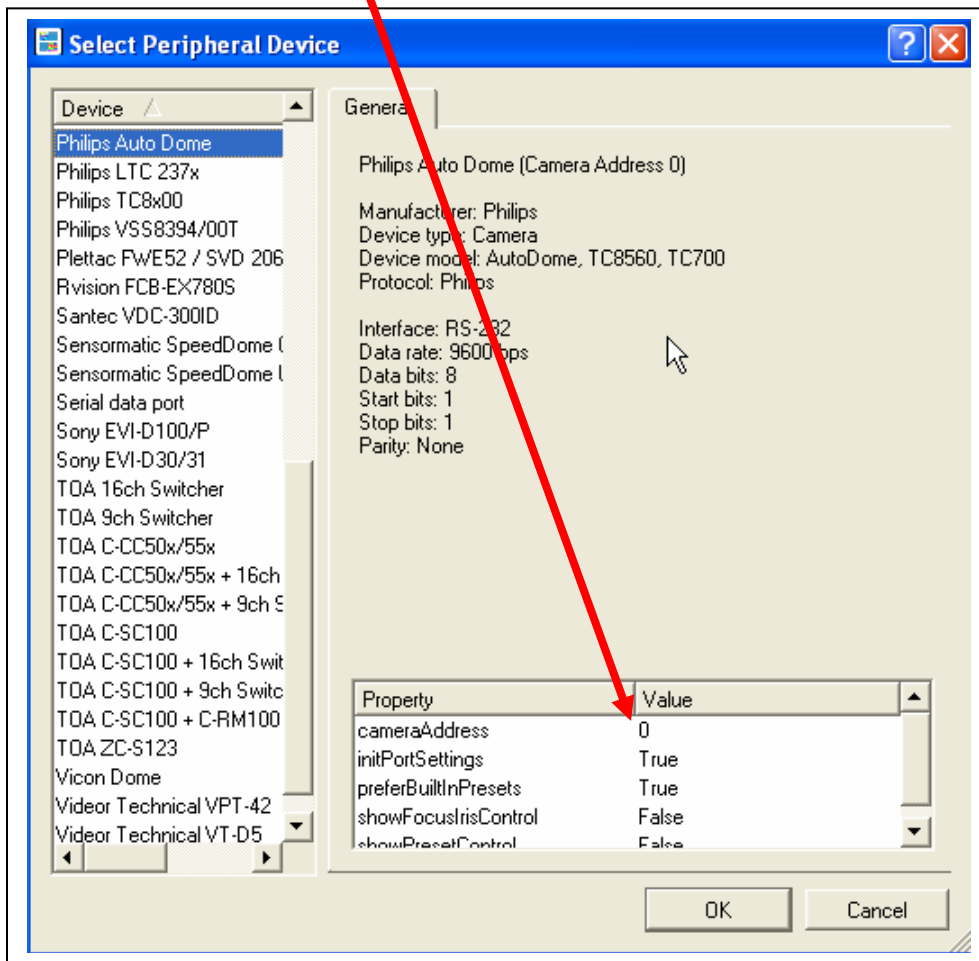 Select Peripheral Device
Device
Philips Auto Dome
Philips LTC 237x
Philips TC8x00
Philips VSS8394/00T
Plettac FWE52 / SVD 206
Rvision FCB-EX780S
Santec VDC-300ID
Sensormatic SpeedDome
Sensormatic SpeedDome
Serial data port
Sony EVI-D100/P
Sony EVI-D30/31
TOA 16ch Switcher
TOA 9ch Switcher
TOA C-CC50x/55x
TOA C-CC50x/55x + 16ch
TOA C-CC50x/55x + 9ch S
TOA C-SC100
TOA C-SC100 + 16ch Swit
TOA C-SC100 + 9ch Switc
TOA C-SC100 + C-RM100
TOA ZC-S123
Vicon Dome
Videor Technical VPT-42
Videor Technical VT-D5
General
Philips Auto Dome (Camera Address 0)
Manufacturer: Philips
Device type: Camera
Device model: AutoDome, TC8560, TC700
Protocol: Philips
Interface: RS-232
Data rate: 9600 bps
Data bits: 8
Start bits: 1
Stop bits: 1
Parity: None
Property Value
cameraAddress 0
initPortSettings True
preferBuiltInPresets True
showFocusIrisControl False
showPresetControl False
OK Cancel